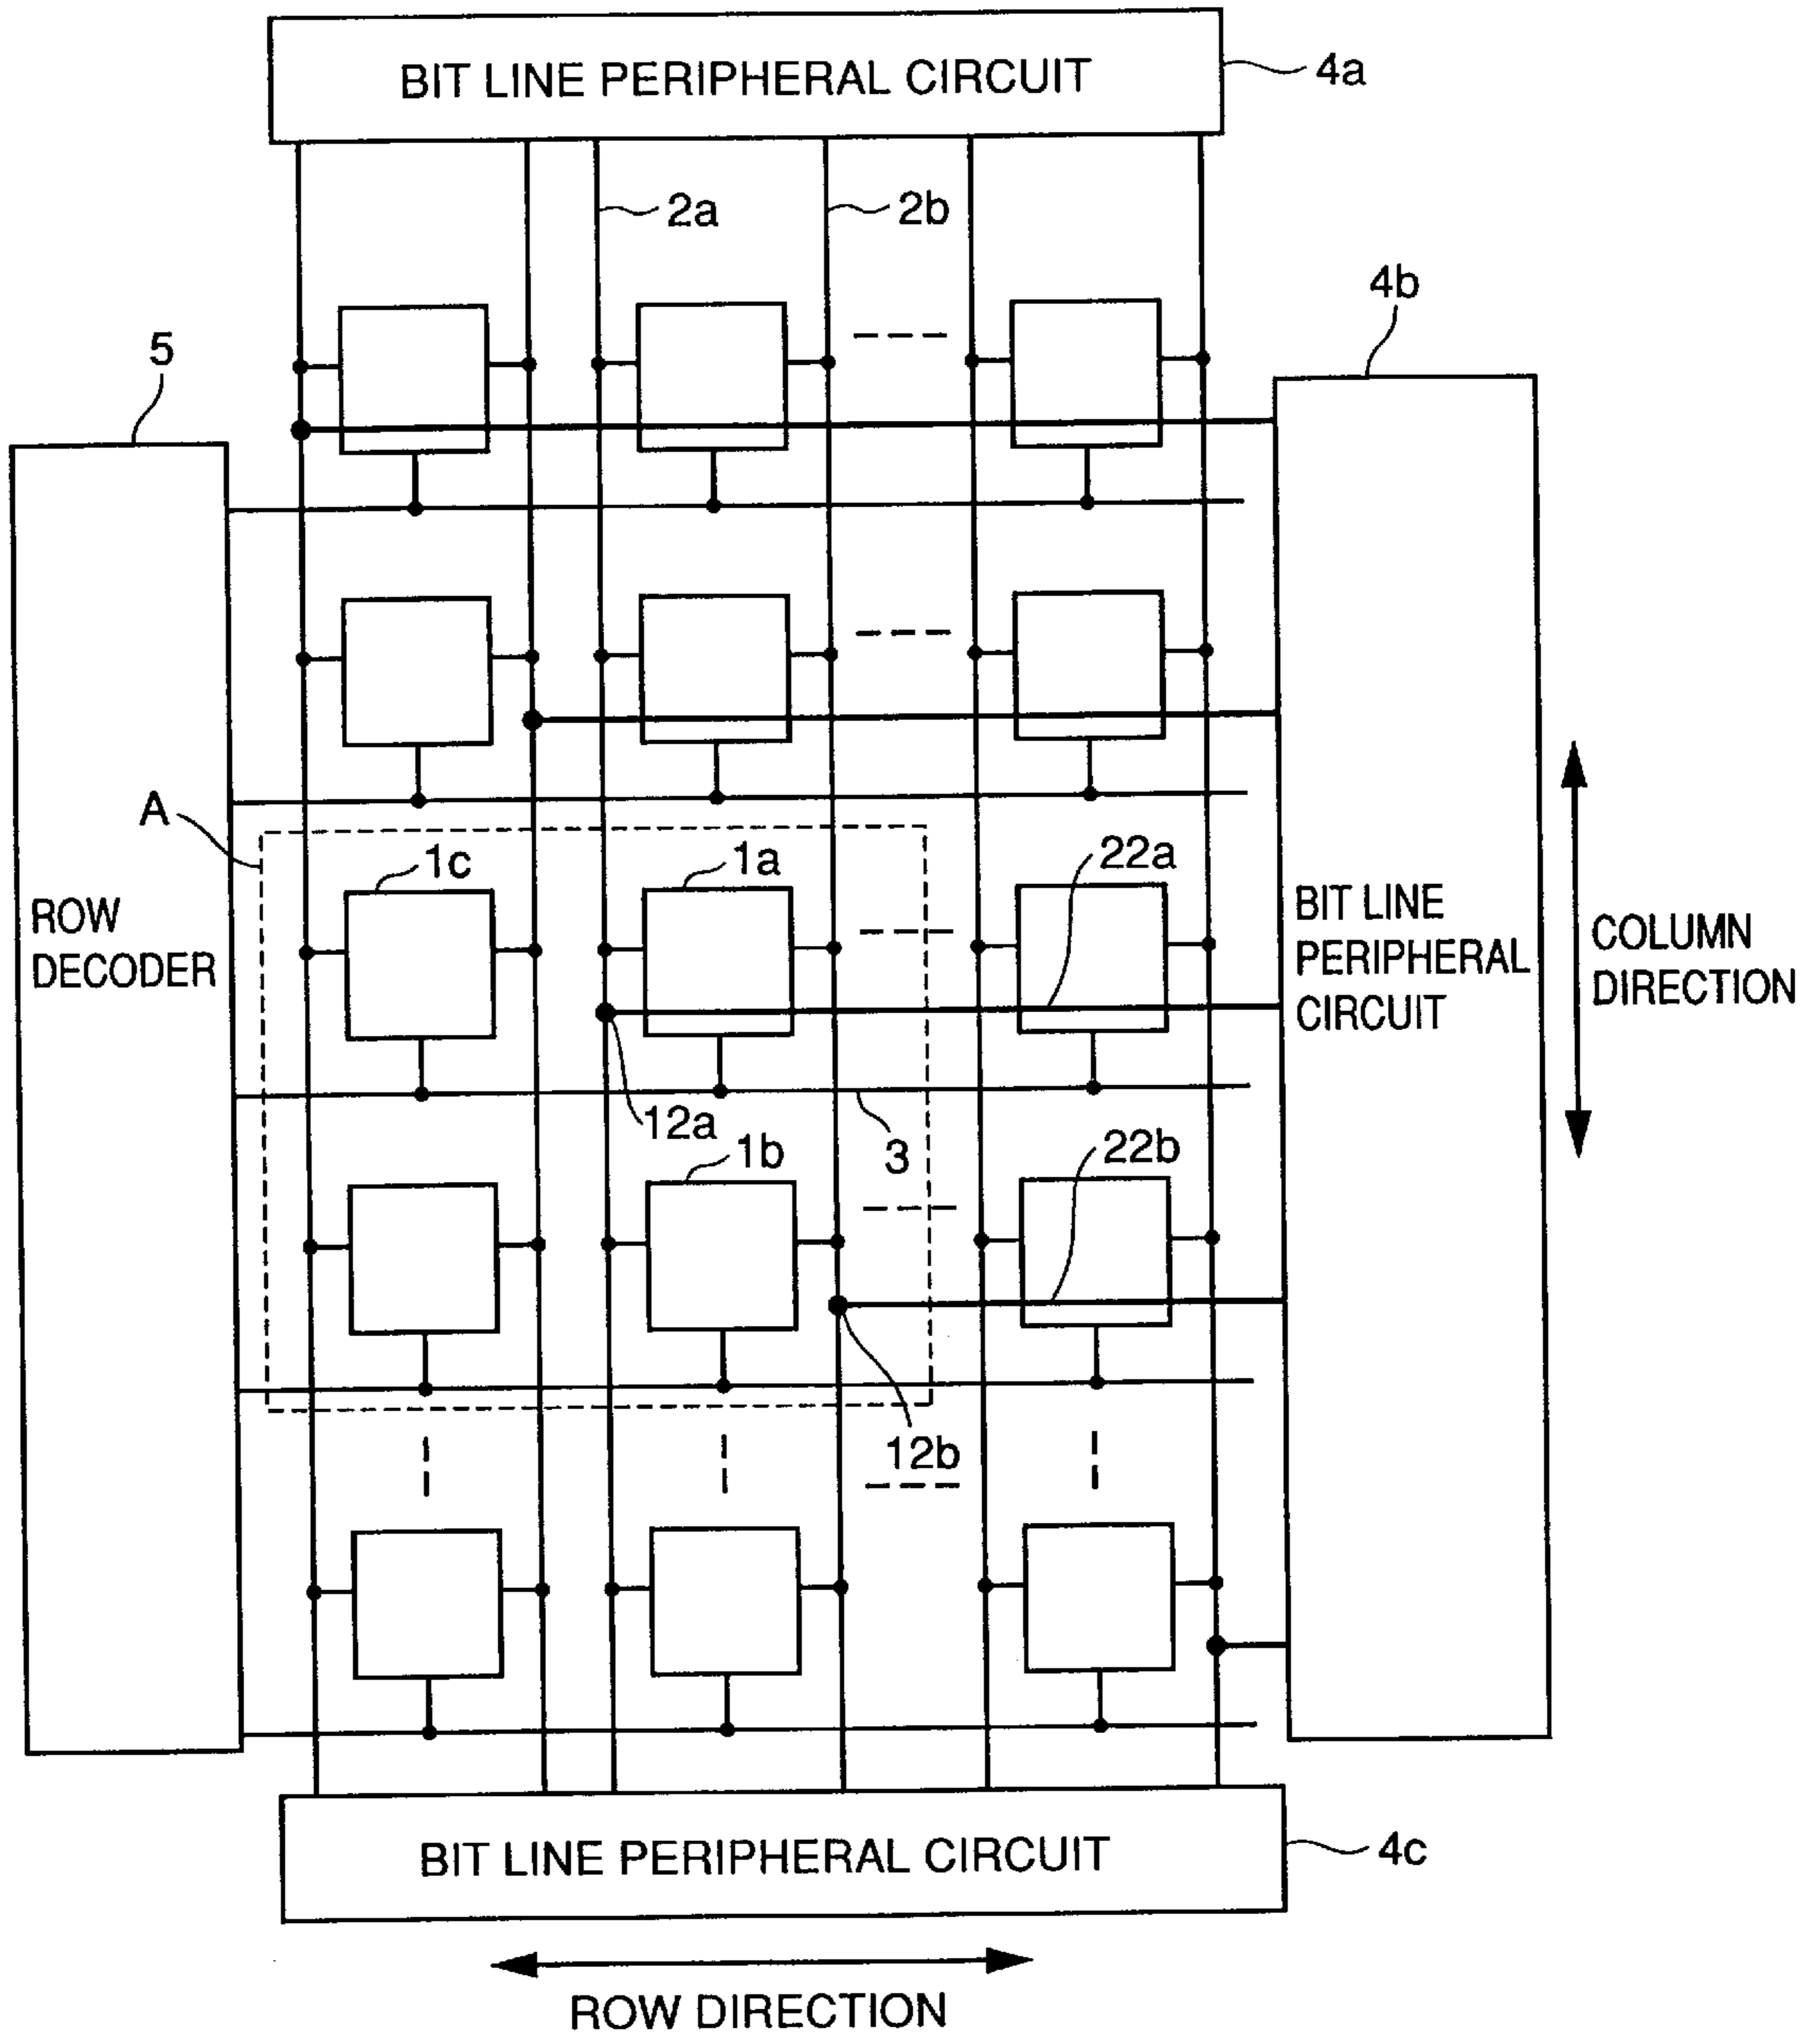 BIT LINE PERIPHERAL CIRCUIT
4a
2a
2b
4b
5
A
1c
1a
22a
ROW
DECODER
BIT LINE
PERIPHERAL
CIRCUIT
COLUMN
DIRECTION
12a
3
1b
22b
12b
BIT LINE PERIPHERAL CIRCUIT
4c
ROW DIRECTION